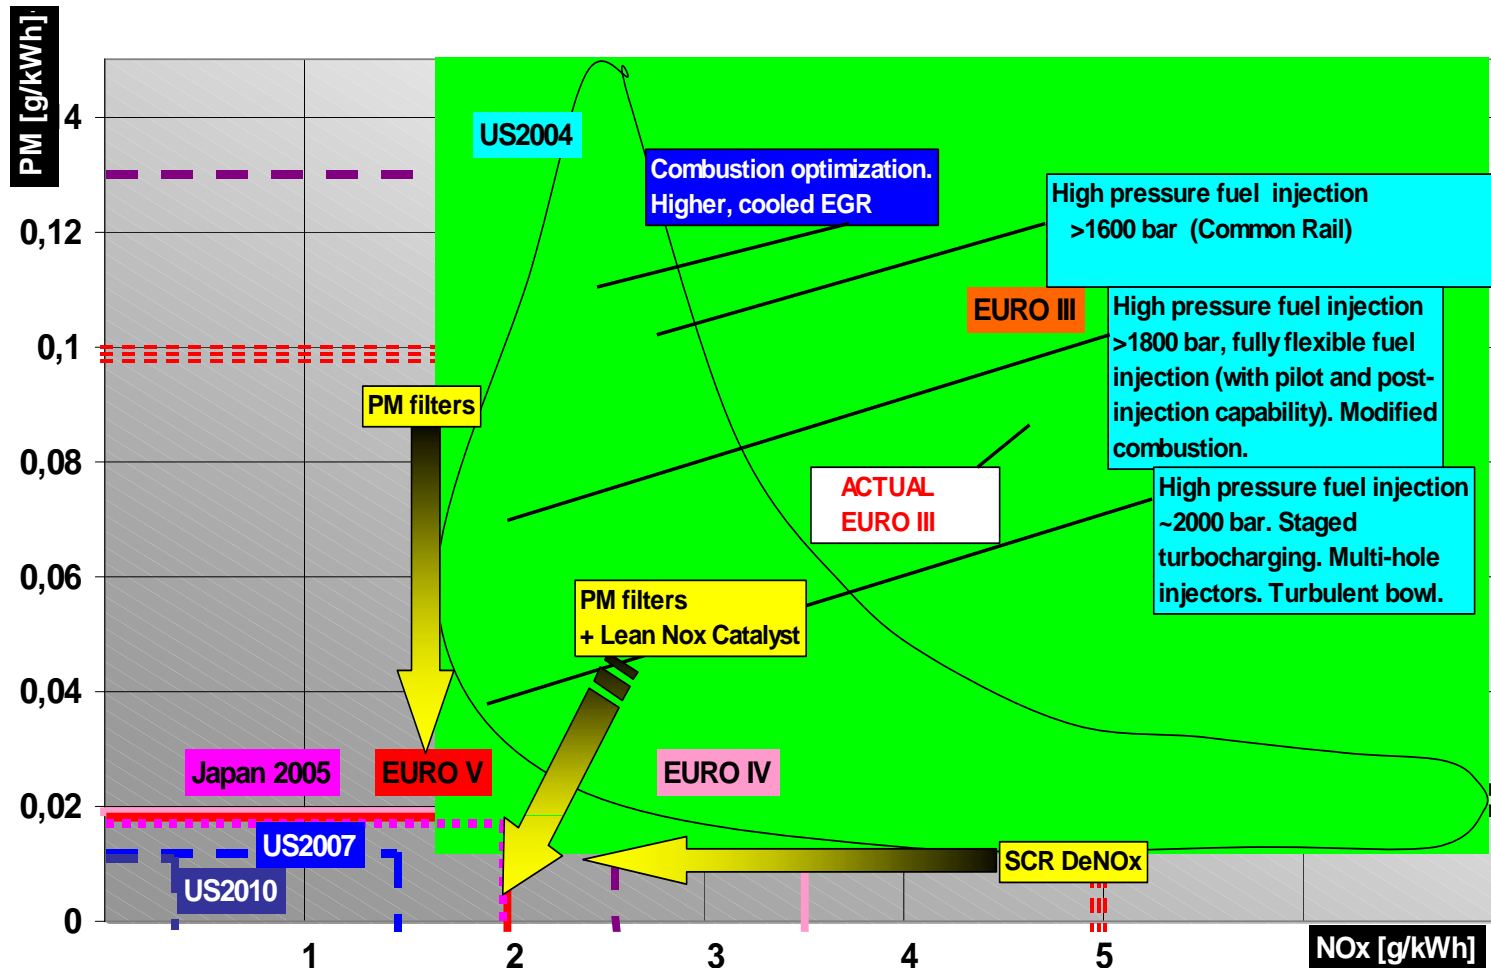 PM [g/kWh]
4
0,12
0,1
0,08
0,06
0,04
0,02
0
US2004
Combustion optimization.
Higher, cooled EGR
High pressure fuel injection
>1600 bar (Common Rail)
EURO III
High pressure fuel injection
>1800 bar, fully flexible fuel
injection (with pilot and post-
injection capability). Modified
combustion.
PM filters
ACTUAL
EURO III
High pressure fuel injection
~2000 bar. Staged
turbocharging. Multi-hole
injectors. Turbulent bowl.
PM filters
+ Lean Nox Catalyst
Japan 2005
EURO V
EURO IV
US2007
US2010
SCR DeNOx
1
2
3
4
5
NOx [g/kWh]